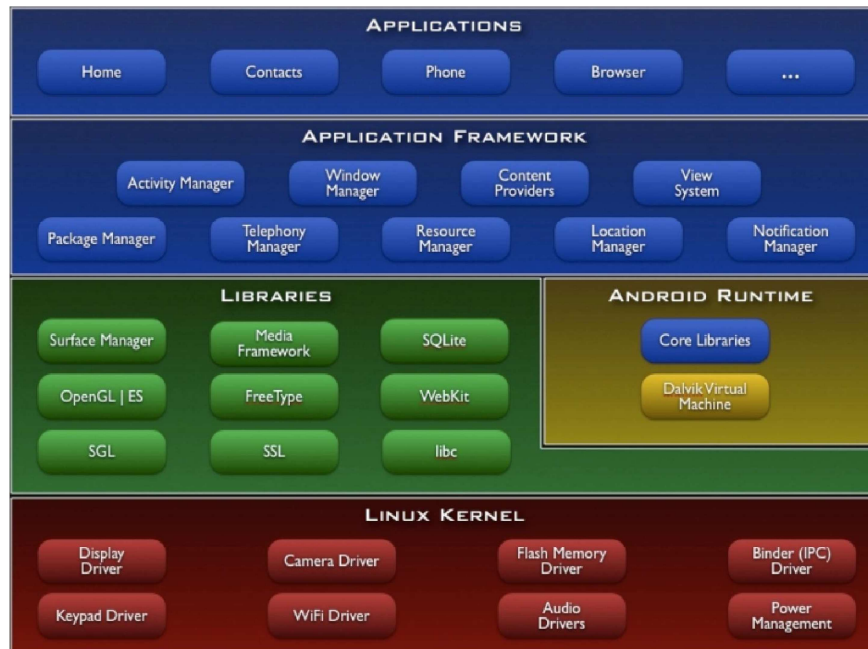 APPLICATIONS
Home
Contacts
Phone
Browser
...
APPLICATION FRAMEWORK
Activity Manager
Window
Manager
Content
Providers
View
System
Package Manager
Telephony
Manager
Resource
Manager
Location
Manager
Notification
Manager
LIBRARIES
Surface Manager
Media
Framework
SQLite
OpenGL | ES
FreeType
WebKit
SGL
SSL
libc
ANDROID RUNTIME
Core Libraries
Dalvik Virtual
Machine
LINUX KERNEL
Display
Driver
Camera Driver
Flash Memory
Driver
Binder (IPC)
Driver
Keypad Driver
WiFi Driver
Audio
Drivers
Power
Management